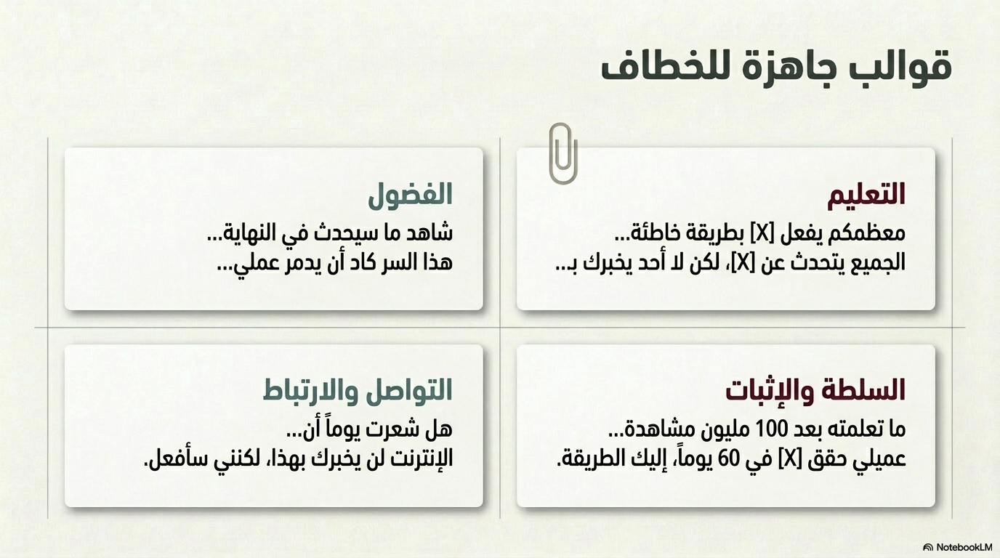 قوالب جاهزة للخطاف
التعليم
معظمكم يفعل [X] بطريقة خاطئة...
الجميع يتحدث عن [X]، لكن لا أحد يخبرك بـ...
الفضول
شاهد ما سيحدث في النهاية...
هذا السر كاد أن يدمر عملي...
السلطة والإثبات
ما تعلمته بعد 100 مليون مشاهدة...
عميلي حقق [X] في 60 يوماً، إليك الطريقة.
التواصل والارتباط
هل شعرت يوماً أن...
الإنترنت لن يخبرك بهذا، لكنني سأفعل.
NotebookLM